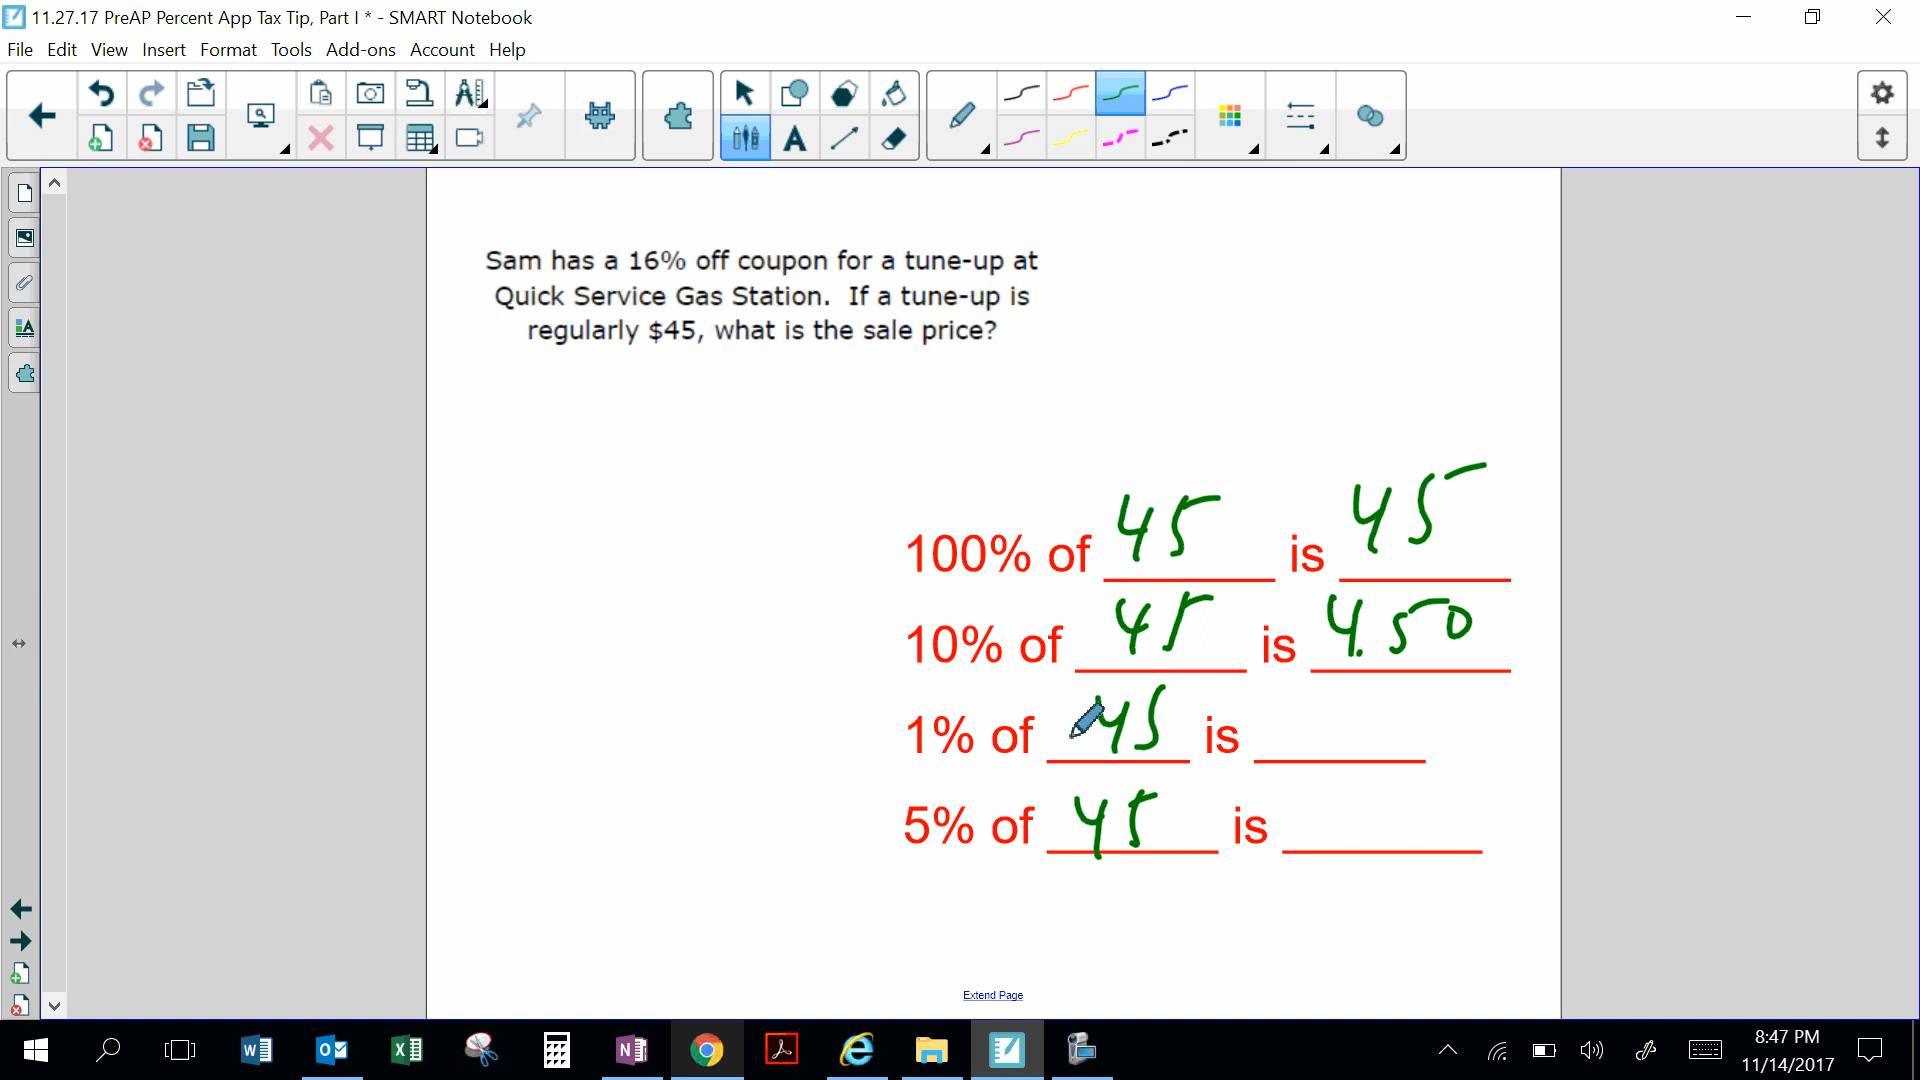 11.27.17 PreAP Percent App Tax Tip, Part I * - SMART Notebook
File Edit View Insert Format Tools Add-ons Account Help
Sam has a 16% off coupon for a tune-up at
Quick Service Gas Station. If a tune-up is
regularly $45, what is the sale price?
100% of 45 is 45
10% of 45 is 4.50
1% of 45 is
5% of 45 is
Extend Page
8:47 PM
11/14/2017